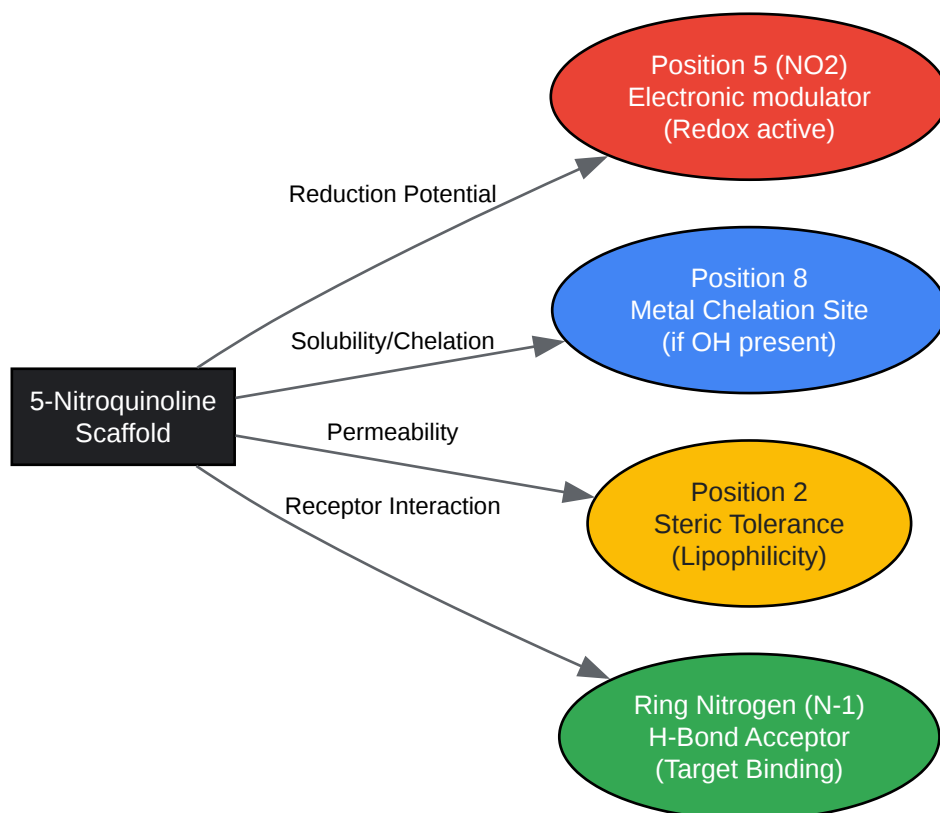 Position 5 (NO2)
Electronic modulator
(Redox active)
Reduction Potential
Position 8
Metal Chelation Site
(if OH present)
Solubility/Chelation
5-Nitroquinoline
Scaffold
Permeability
Position 2
Steric Tolerance
(Lipophilicity)
Receptor Interaction
Ring Nitrogen (N-1)
H-Bond Acceptor
(Target Binding)